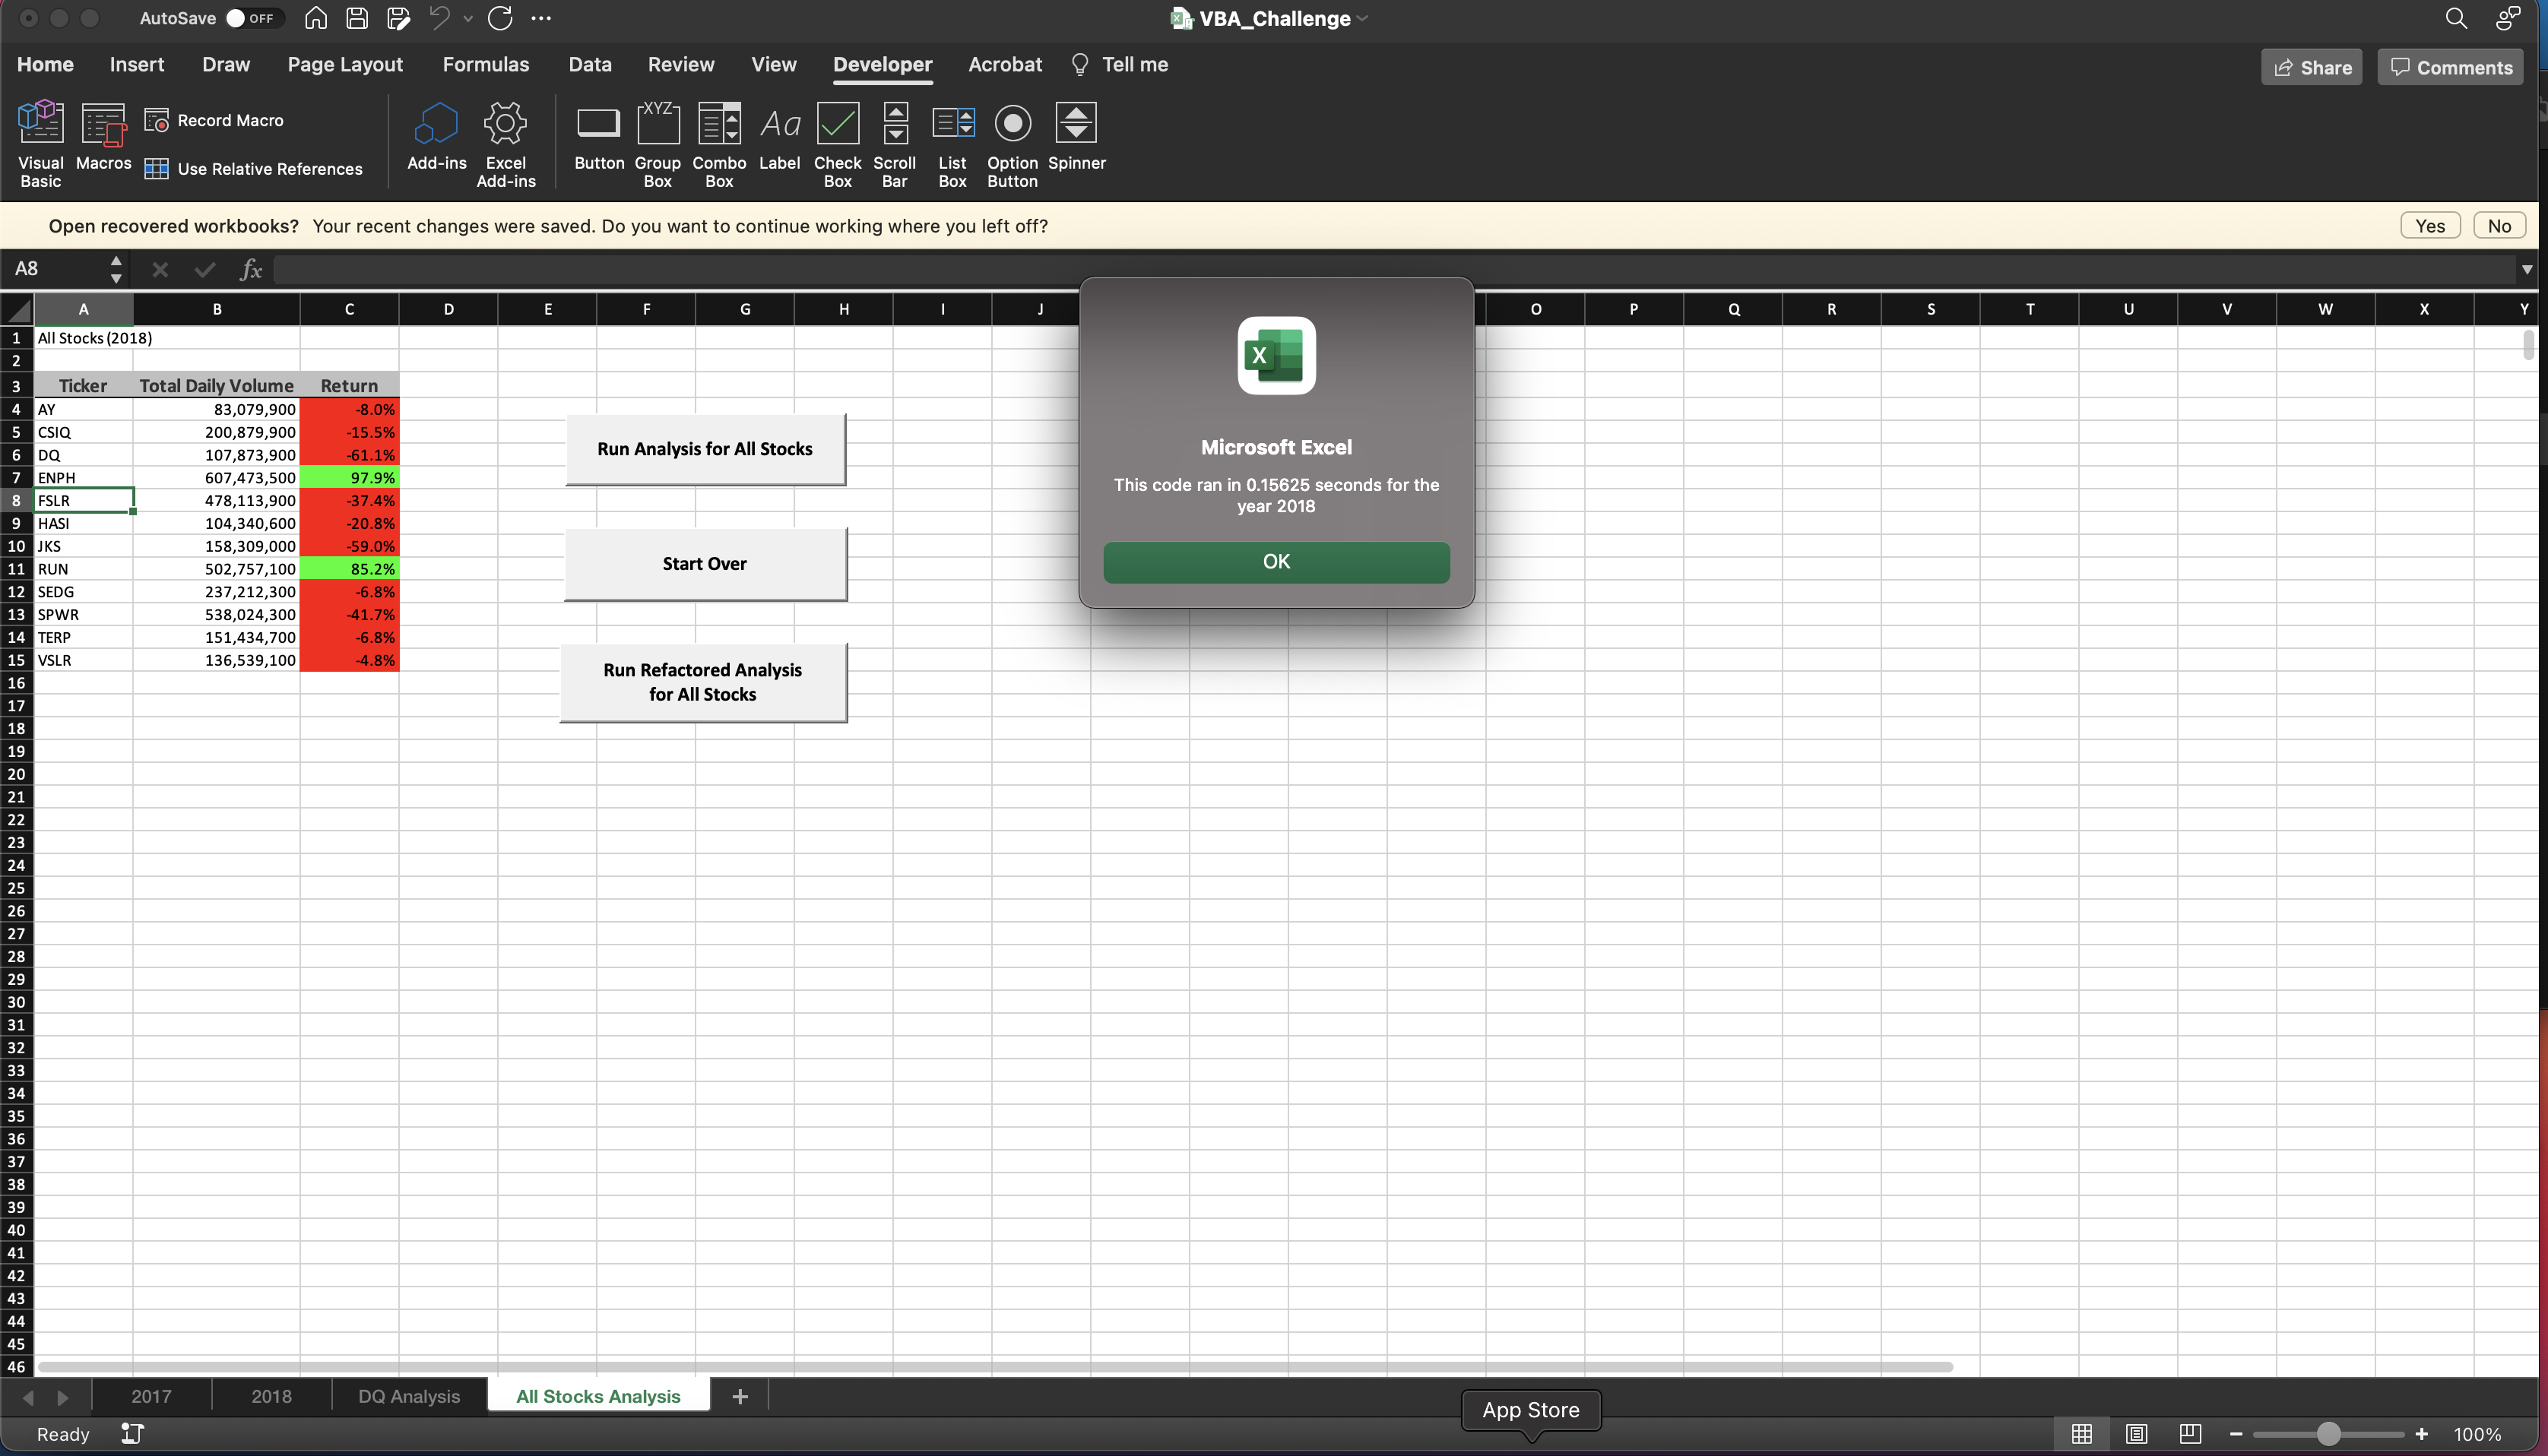 AutoSave OFF
VBA_Challenge
Home Insert Draw Page Layout Formulas Data Review View Developer Acrobat Tell me
Share Comments
Visual Basic
Macros
Record Macro
Use Relative References
Add-ins
Excel Add-ins
Button
XYZ
Group Box
Combo Box
Aa
Label
Check Box
Scroll Bar
List Box
Option Button
Spinner
Open recovered workbooks? Your recent changes were saved. Do you want to continue working where you left off? Yes No
A8 fx
A B C D E F G H I J O P Q R S T U V W X Y
1 All Stocks (2018)
2
3 Ticker Total Daily Volume Return
4 AY 83,079,900 -8.0%
5 CSIQ 200,879,900 -15.5%
6 DQ 107,873,900 -61.1%
7 ENPH 607,473,500 97.9%
8 FSLR 478,113,900 -37.4%
9 HASI 104,340,600 -20.8%
10 JKS 158,309,000 -59.0%
11 RUN 502,757,100 85.2%
12 SEDG 237,212,300 -6.8%
13 SPWR 538,024,300 -41.7%
14 TERP 151,434,700 -6.8%
15 VSLR 136,539,100 -4.8%
16
17
18
19
20
21
22
23
24
25
26
27
28
29
30
31
32
33
34
35
36
37
38
39
40
41
42
43
44
45
46
Run Analysis for All Stocks
Start Over
Run Refactored Analysis
for All Stocks
X
Microsoft Excel
This code ran in 0.15625 seconds for the
year 2018
OK
2017 2018 DQ Analysis All Stocks Analysis +
App Store
Ready
100%